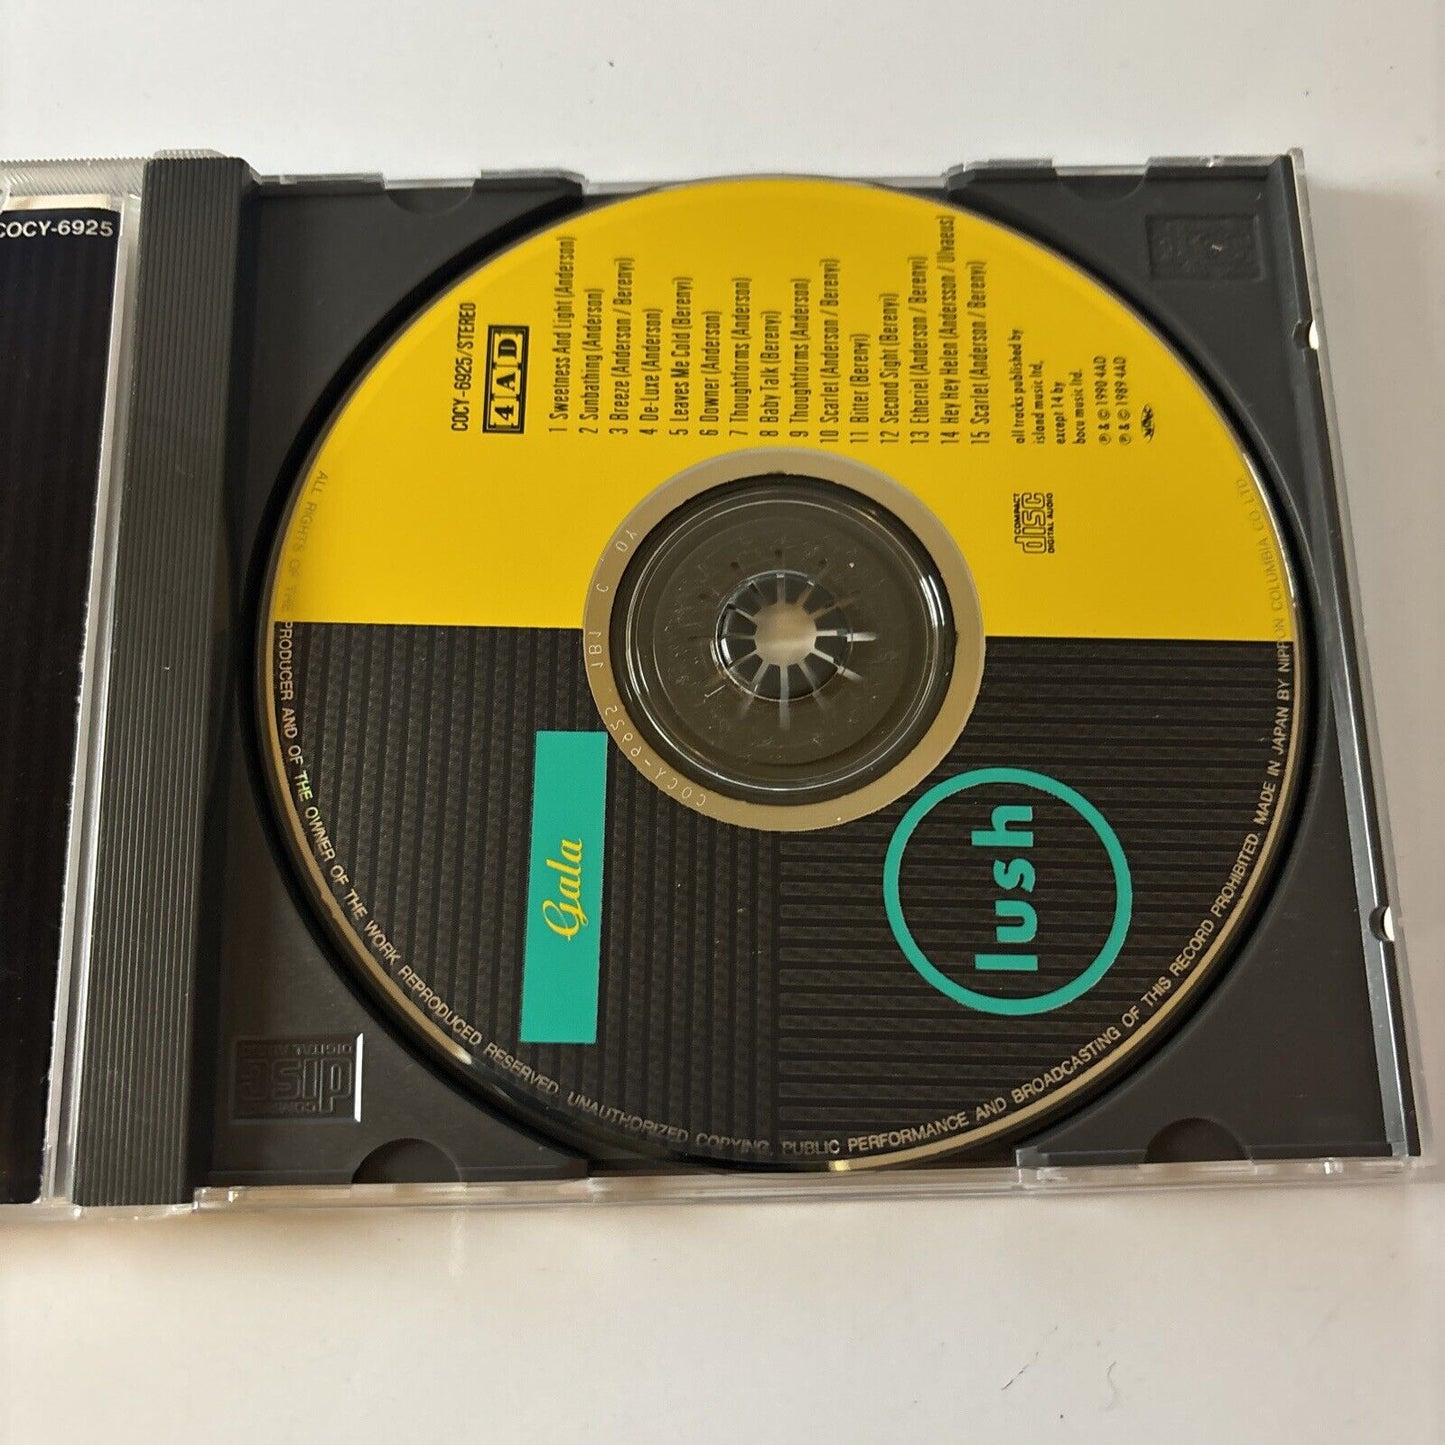 COCY-6925
COCY-6925/STEREO
4AD
1 Sweetness And Light (Anderson)
2 Sunbathing (Anderson)
3 Breeze (Anderson / Berenyi)
4 De-Luxe (Anderson)
5 Leaves Me Cold (Berenyi)
6 Downer (Anderson)
7 Thoughtforms (Anderson)
8 Baby Talk (Berenyi)
9 Thoughtforms (Anderson)
10 Scarlet (Anderson / Berenyi)
11 Bitter (Berenyi)
12 Second Sight (Berenyi)
13 Etheriel (Anderson / Berenyi)
14 Hey Hey Helen (Andersson / Ulvaeus)
15 Scarlet (Anderson / Berenyi)
all tracks published by
island music ltd,
except 14 by
bocu music ltd.
℗ & © 1990 4AD
℗ & © 1989 4AD
COMPACT
disc
DIGITAL AUDIO
Gala
lush
ALL RIGHTS OF THE PRODUCER AND OF THE OWNER OF THE WORK REPRODUCED RESERVED. UNAUTHORIZED COPYING, PUBLIC PERFORMANCE AND BROADCASTING OF THIS RECORD PROHIBITED. MADE IN JAPAN BY NIPPON COLUMBIA CO. LTD.
COMPACT
disc
DIGITAL AUDIO